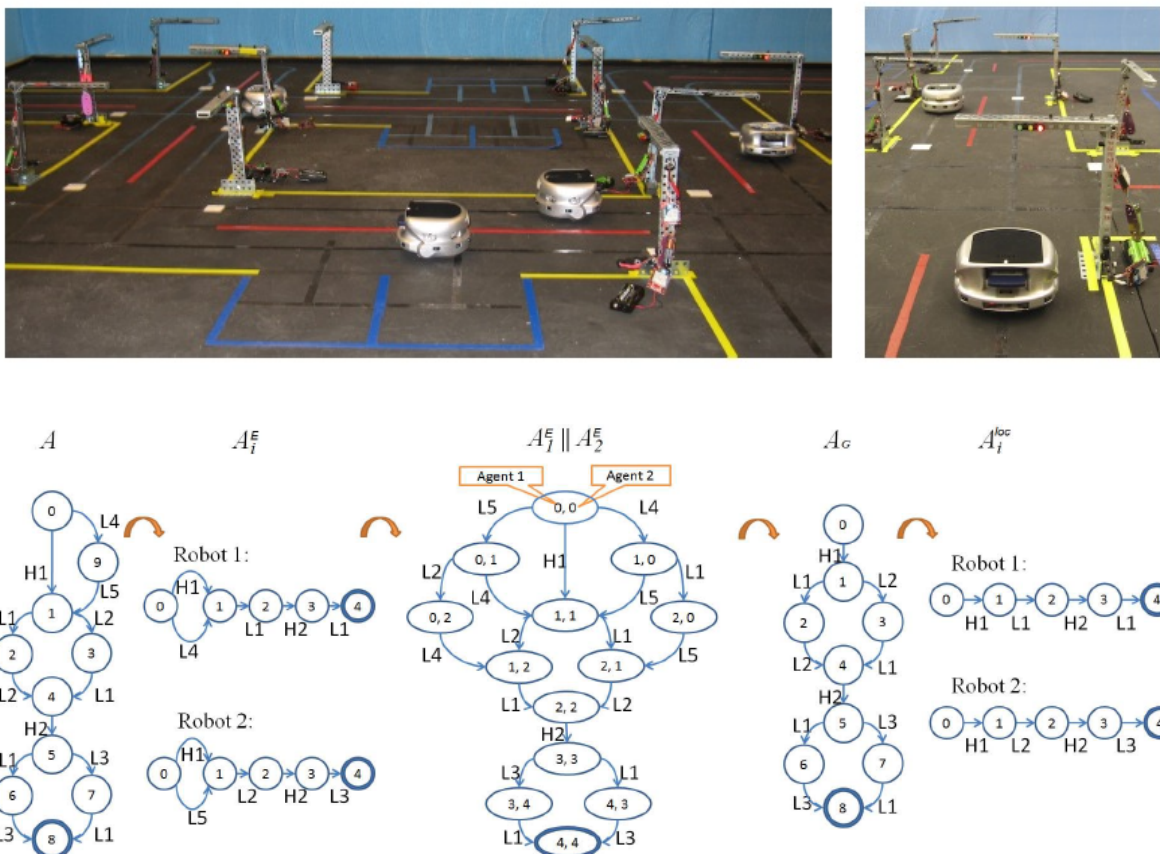 A
A_i^E
A_1^E || A_2^E
A_G
A_i^loc
Agent 1
Agent 2
0
L4
H1
9
L5
1
L1
L2
2
3
L2
L1
4
H2
5
L1
L3
6
7
L3
L1
8
Robot 1:
0
H1
L4
1
L1
2
H2
3
L1
4
Robot 2:
0
H1
L5
1
L2
2
H2
3
L3
4
0, 0
L5
L4
H1
0, 1
1, 0
L2
L4
L5
L1
0, 2
1, 1
2, 0
L4
L2
L1
L5
1, 2
2, 1
L1
L2
2, 2
H2
3, 3
L3
L1
3, 4
4, 3
L1
L3
4, 4
0
H1
1
L1
L2
2
3
L2
L1
4
H2
5
L1
L3
6
7
L3
L1
8
Robot 1:
0
1
2
3
4
H1
L1
H2
L1
Robot 2:
0
1
2
3
4
H1
L2
H2
L3